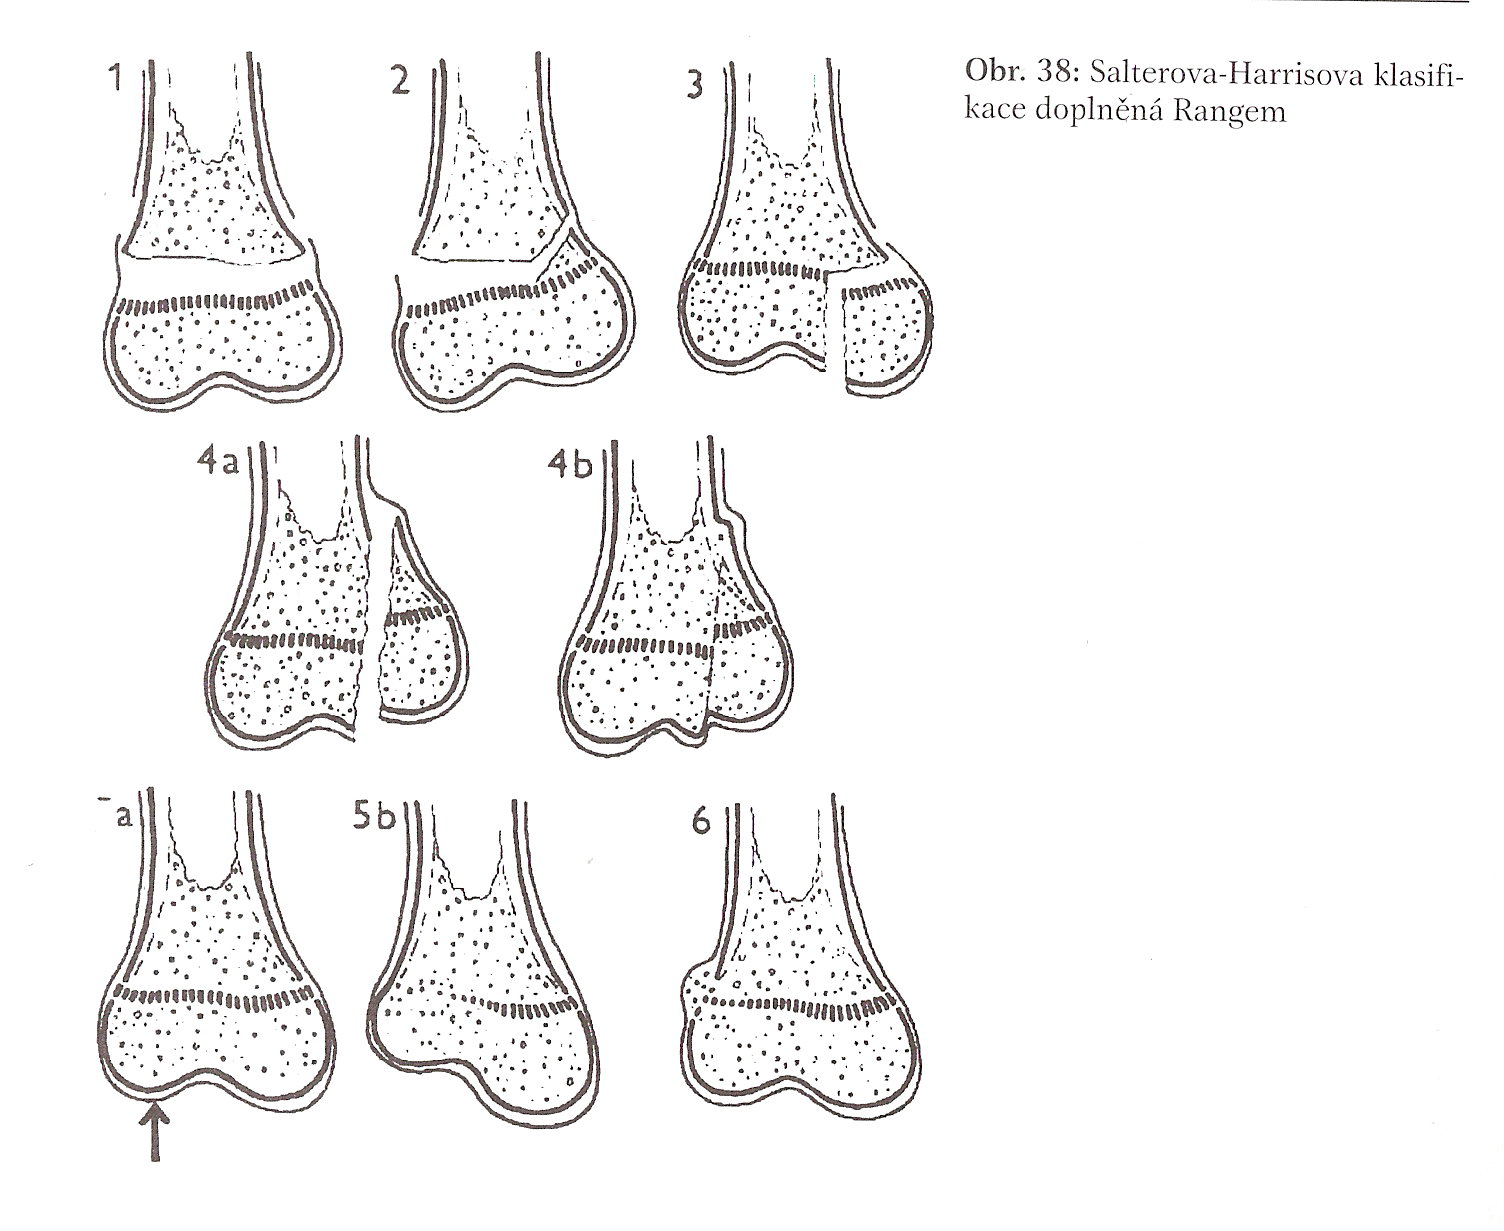 1
2
3
Obr. 38: Salterova-Harrisova klasifi-
kace doplněná Rangem
4a
4b
a
5b
6